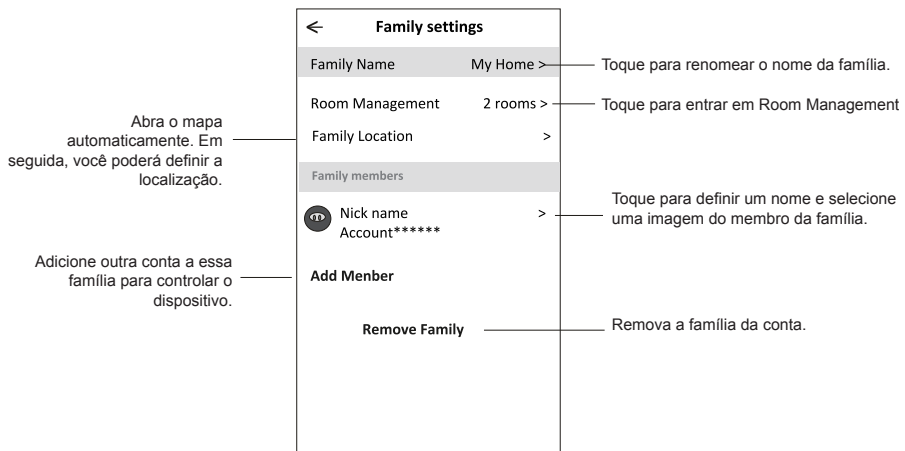 Family settings
Family Name My Home >
Toque para renomear o nome da família.
Room Management 2 rooms >
Toque para entrar em Room Management
Abra o mapa
automaticamente. Em
seguida, você poderá definir a
localização.
Family Location >
Family members
Nick name >
Account******
Toque para definir um nome e selecione
uma imagem do membro da família.
Adicione outra conta a essa
família para controlar o
dispositivo.
Add Menber
Remove Family
Remova a família da conta.